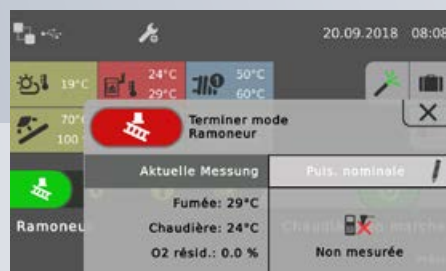 20.09.2018 08:08
19°C
24°C
29°C
50°C
60°C
70°
100
Terminer mode
Ramoneur
X
Aktuelle Messung
Puis. nominale
Fumée: 29°C
Ramoneu
Chaudière: 24°C
O2 résid.: 0.0 %
Non mesurée